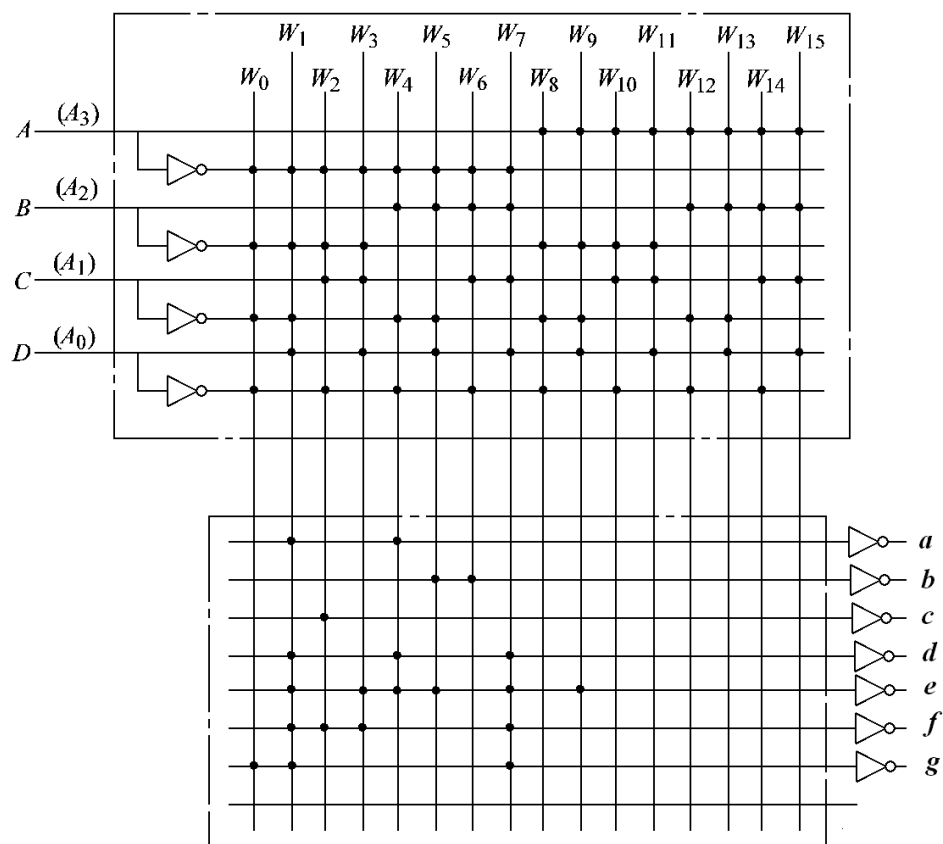 W₁ W₃ W₅ W₇ W₉ W₁₁ W₁₃ W₁₅
W₀ W₂ W₄ W₆ W₈ W₁₀ W₁₂ W₁₄
A (A₃)
B (A₂)
C (A₁)
D (A₀)
a
b
c
d
e
f
g